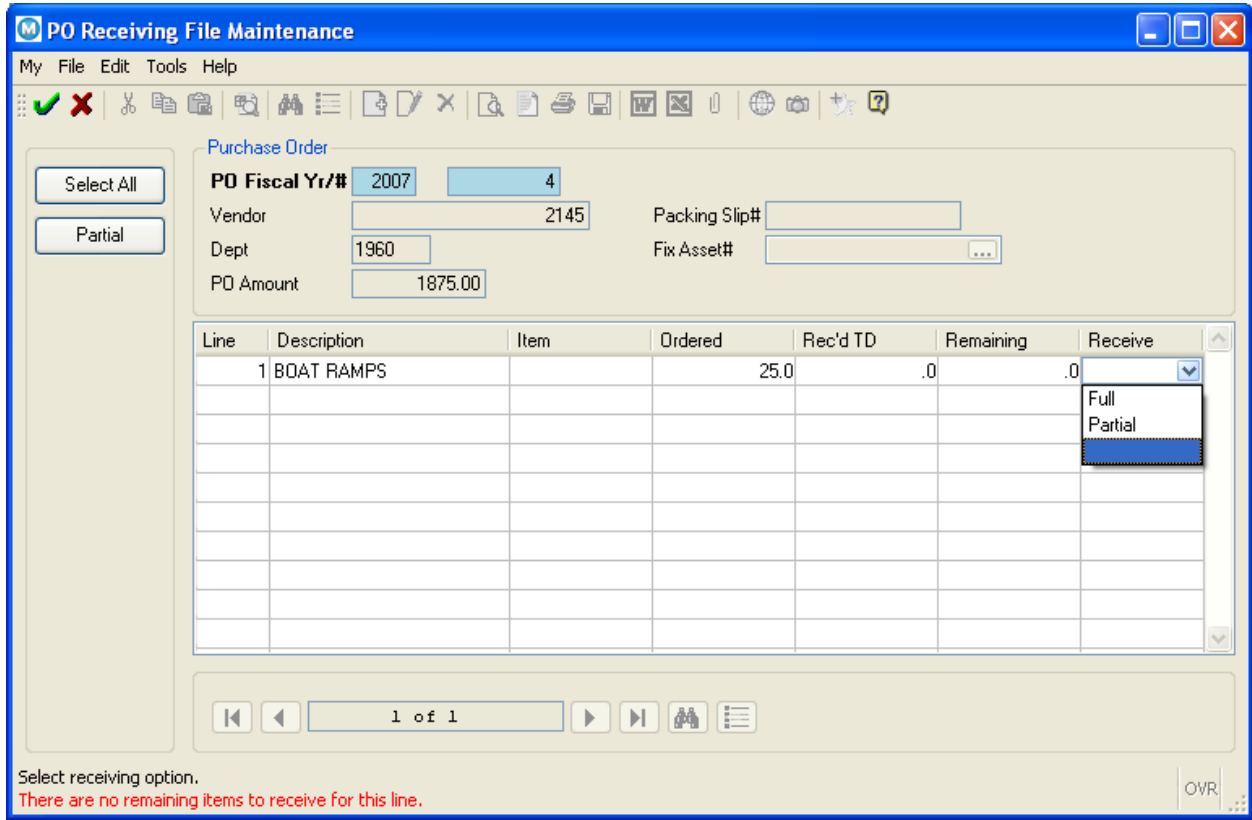 PO Receiving File Maintenance
My File Edit Tools Help
Select All
Partial
Purchase Order
PO Fiscal Yr/# 2007 4
Vendor 2145 Packing Slip#
Dept 1960 Fix Asset# ...
PO Amount 1875.00
Line Description Item Ordered Rec'd TD Remaining Receive
1 BOAT RAMPS 25.0 .0 .0
Full
Partial
1 of 1
Select receiving option.
There are no remaining items to receive for this line.
OVR